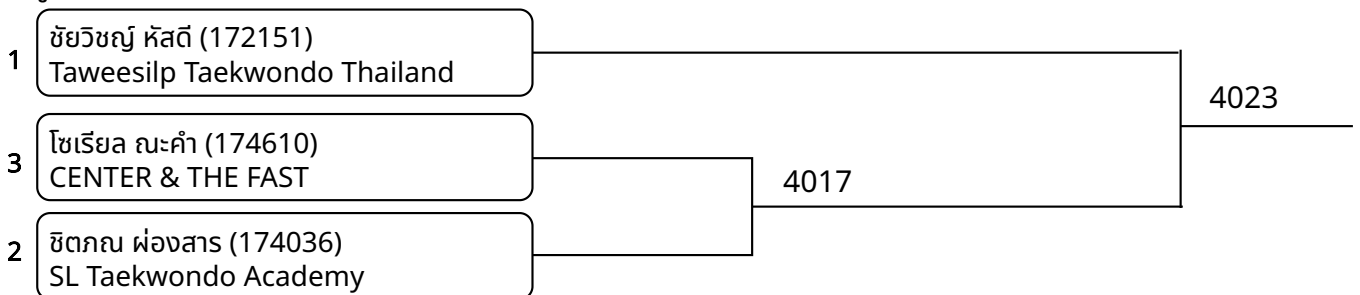 1
ชัยวิชญ์ หัสดี (172151)
Taweesilp Taekwondo Thailand
4023
3
โซเรียล ณะคำ (174610)
CENTER & THE FAST
4017
2
ชิตภณ ผ่องสาร (174036)
SL Taekwondo Academy